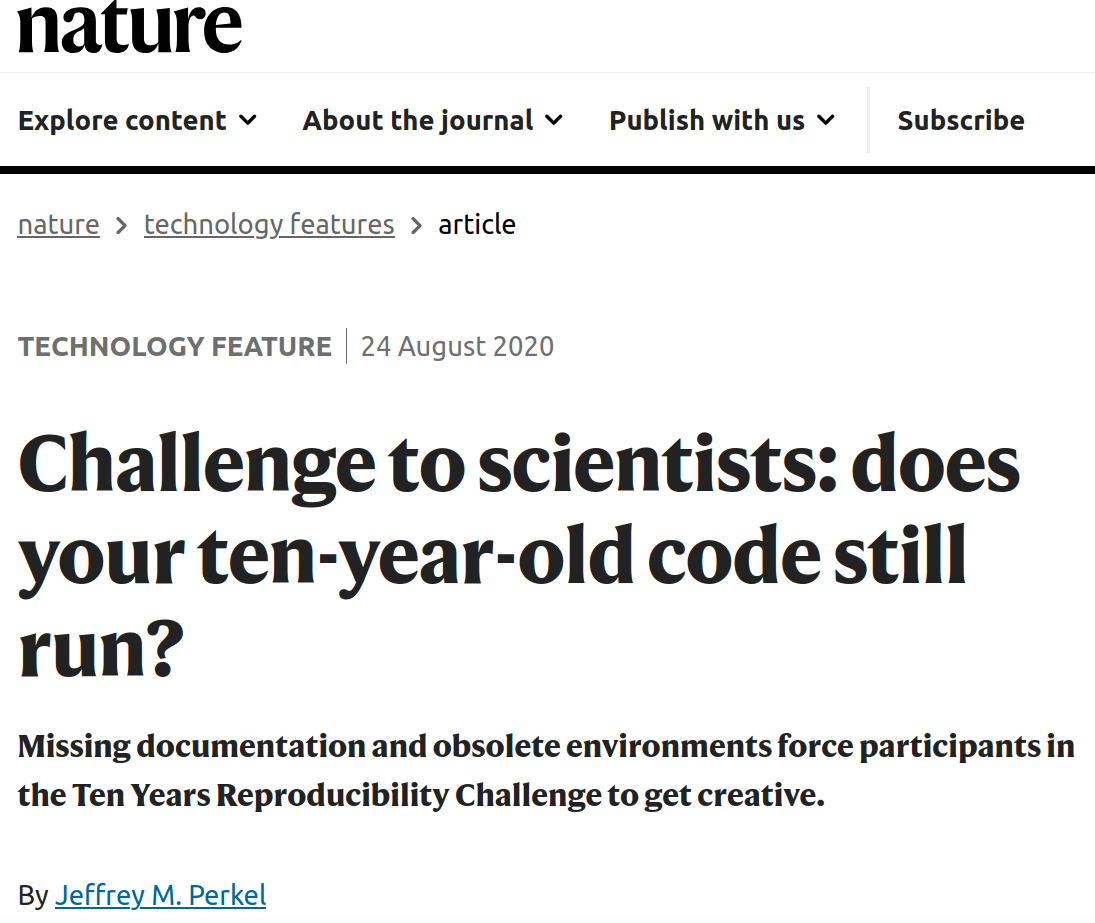 nature
Explore content About the journal Publish with us Subscribe
nature > technology features > article
TECHNOLOGY FEATURE | 24 August 2020
Challenge to scientists: does
your ten-year-old code still
run?
Missing documentation and obsolete environments force participants in
the Ten Years Reproducibility Challenge to get creative.
By Jeffrey M. Perkel